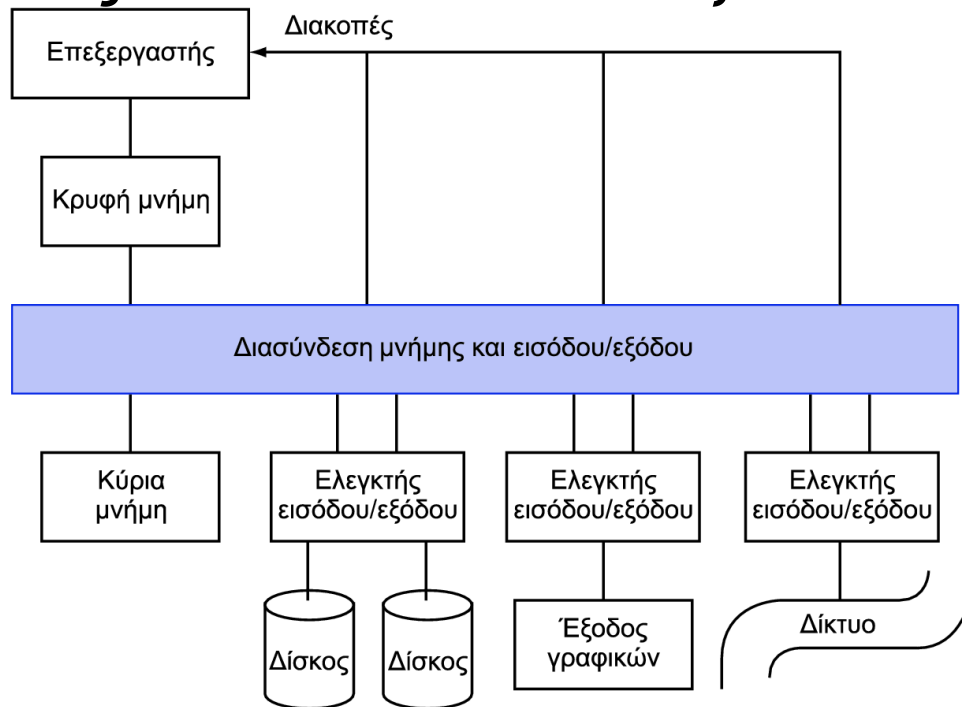 Διακοπές
Επεξεργαστής
Κρυφή μνήμη
Διασύνδεση μνήμης και εισόδου/εξόδου
Κύρια
μνήμη
Ελεγκτής
εισόδου/εξόδου
Ελεγκτής
εισόδου/εξόδου
Ελεγκτής
εισόδου/εξόδου
Δίσκος
Δίσκος
Έξοδος
γραφικών
Δίκτυο